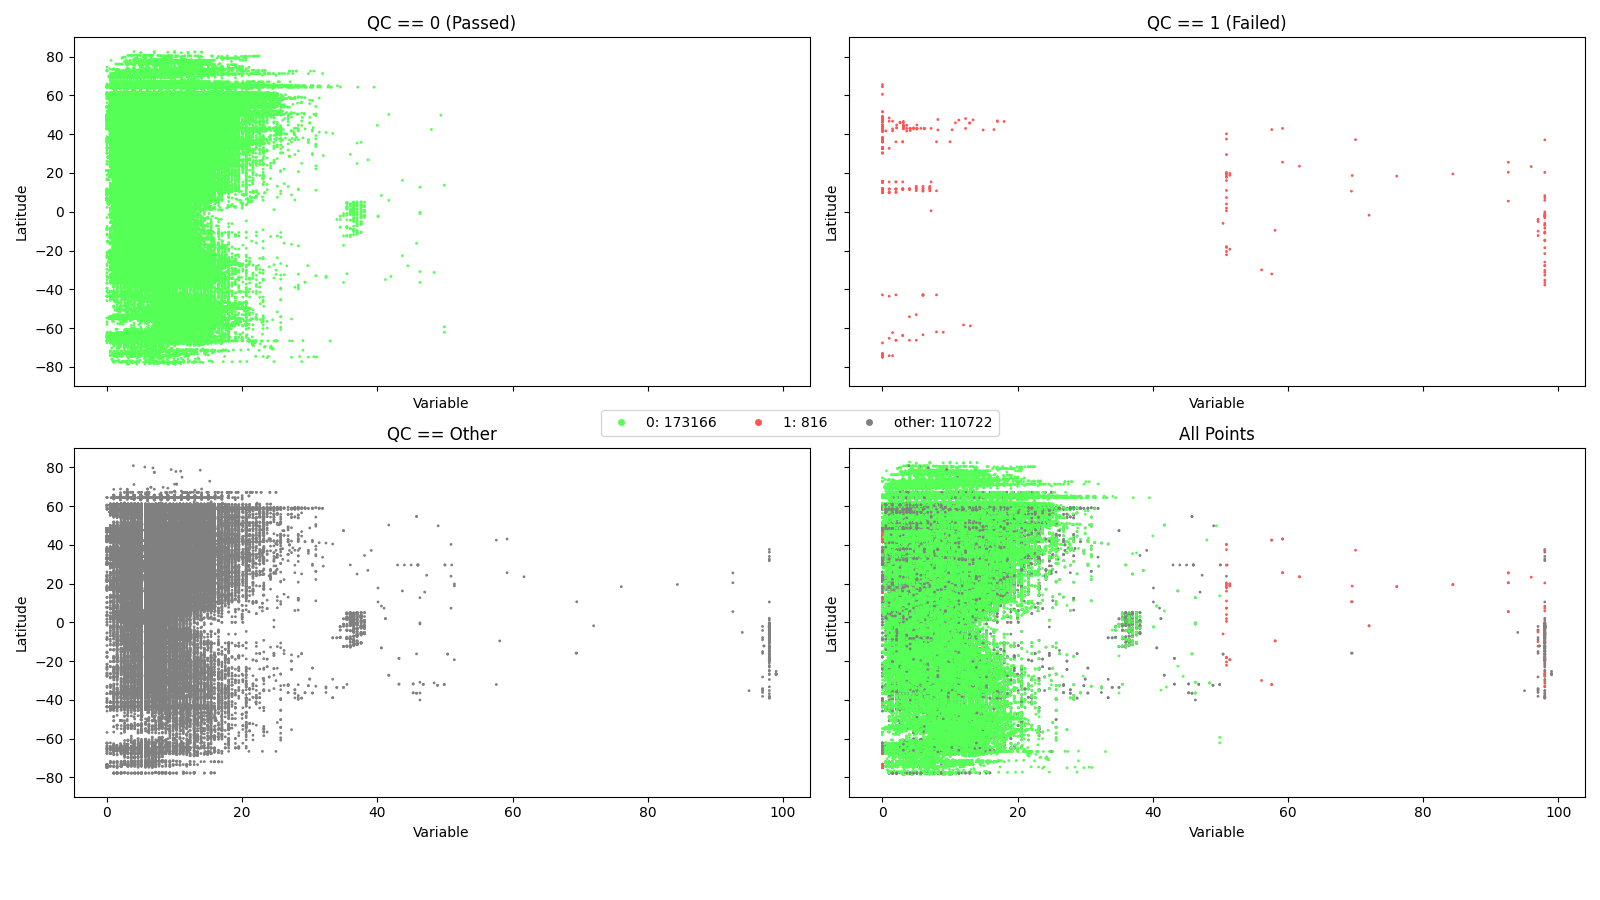 QC == 0 (Passed)
QC == 1 (Failed)
80
60
40
20
0
−20
−40
−60
−80
Latitude
Latitude
Variable
Variable
0: 173166
1: 816
other: 110722
QC == Other
All Points
80
60
40
20
0
−20
−40
−60
−80
Latitude
Latitude
0
20
40
60
80
100
0
20
40
60
80
100
Variable
Variable